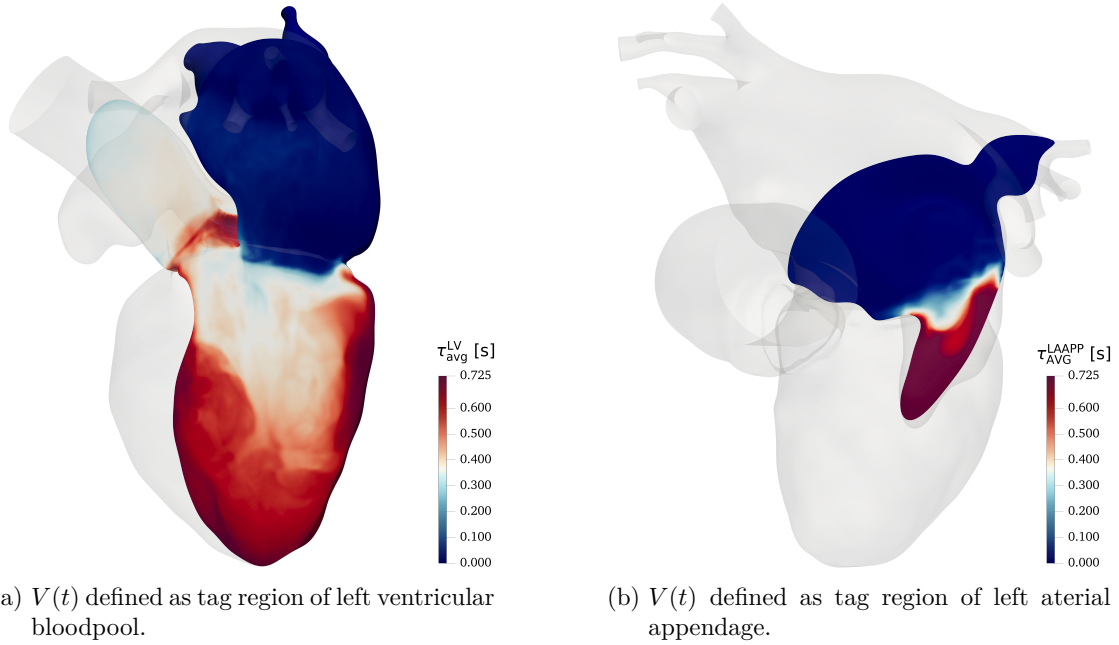 τ_avg^LV [s]
0.725
0.600
0.500
0.400
0.300
0.200
0.100
0.000
a) V(t) defined as tag region of left ventricular
bloodpool.
τ_AVG^LAAPP [s]
0.725
0.600
0.500
0.400
0.300
0.200
0.100
0.000
(b) V(t) defined as tag region of left aterial
appendage.